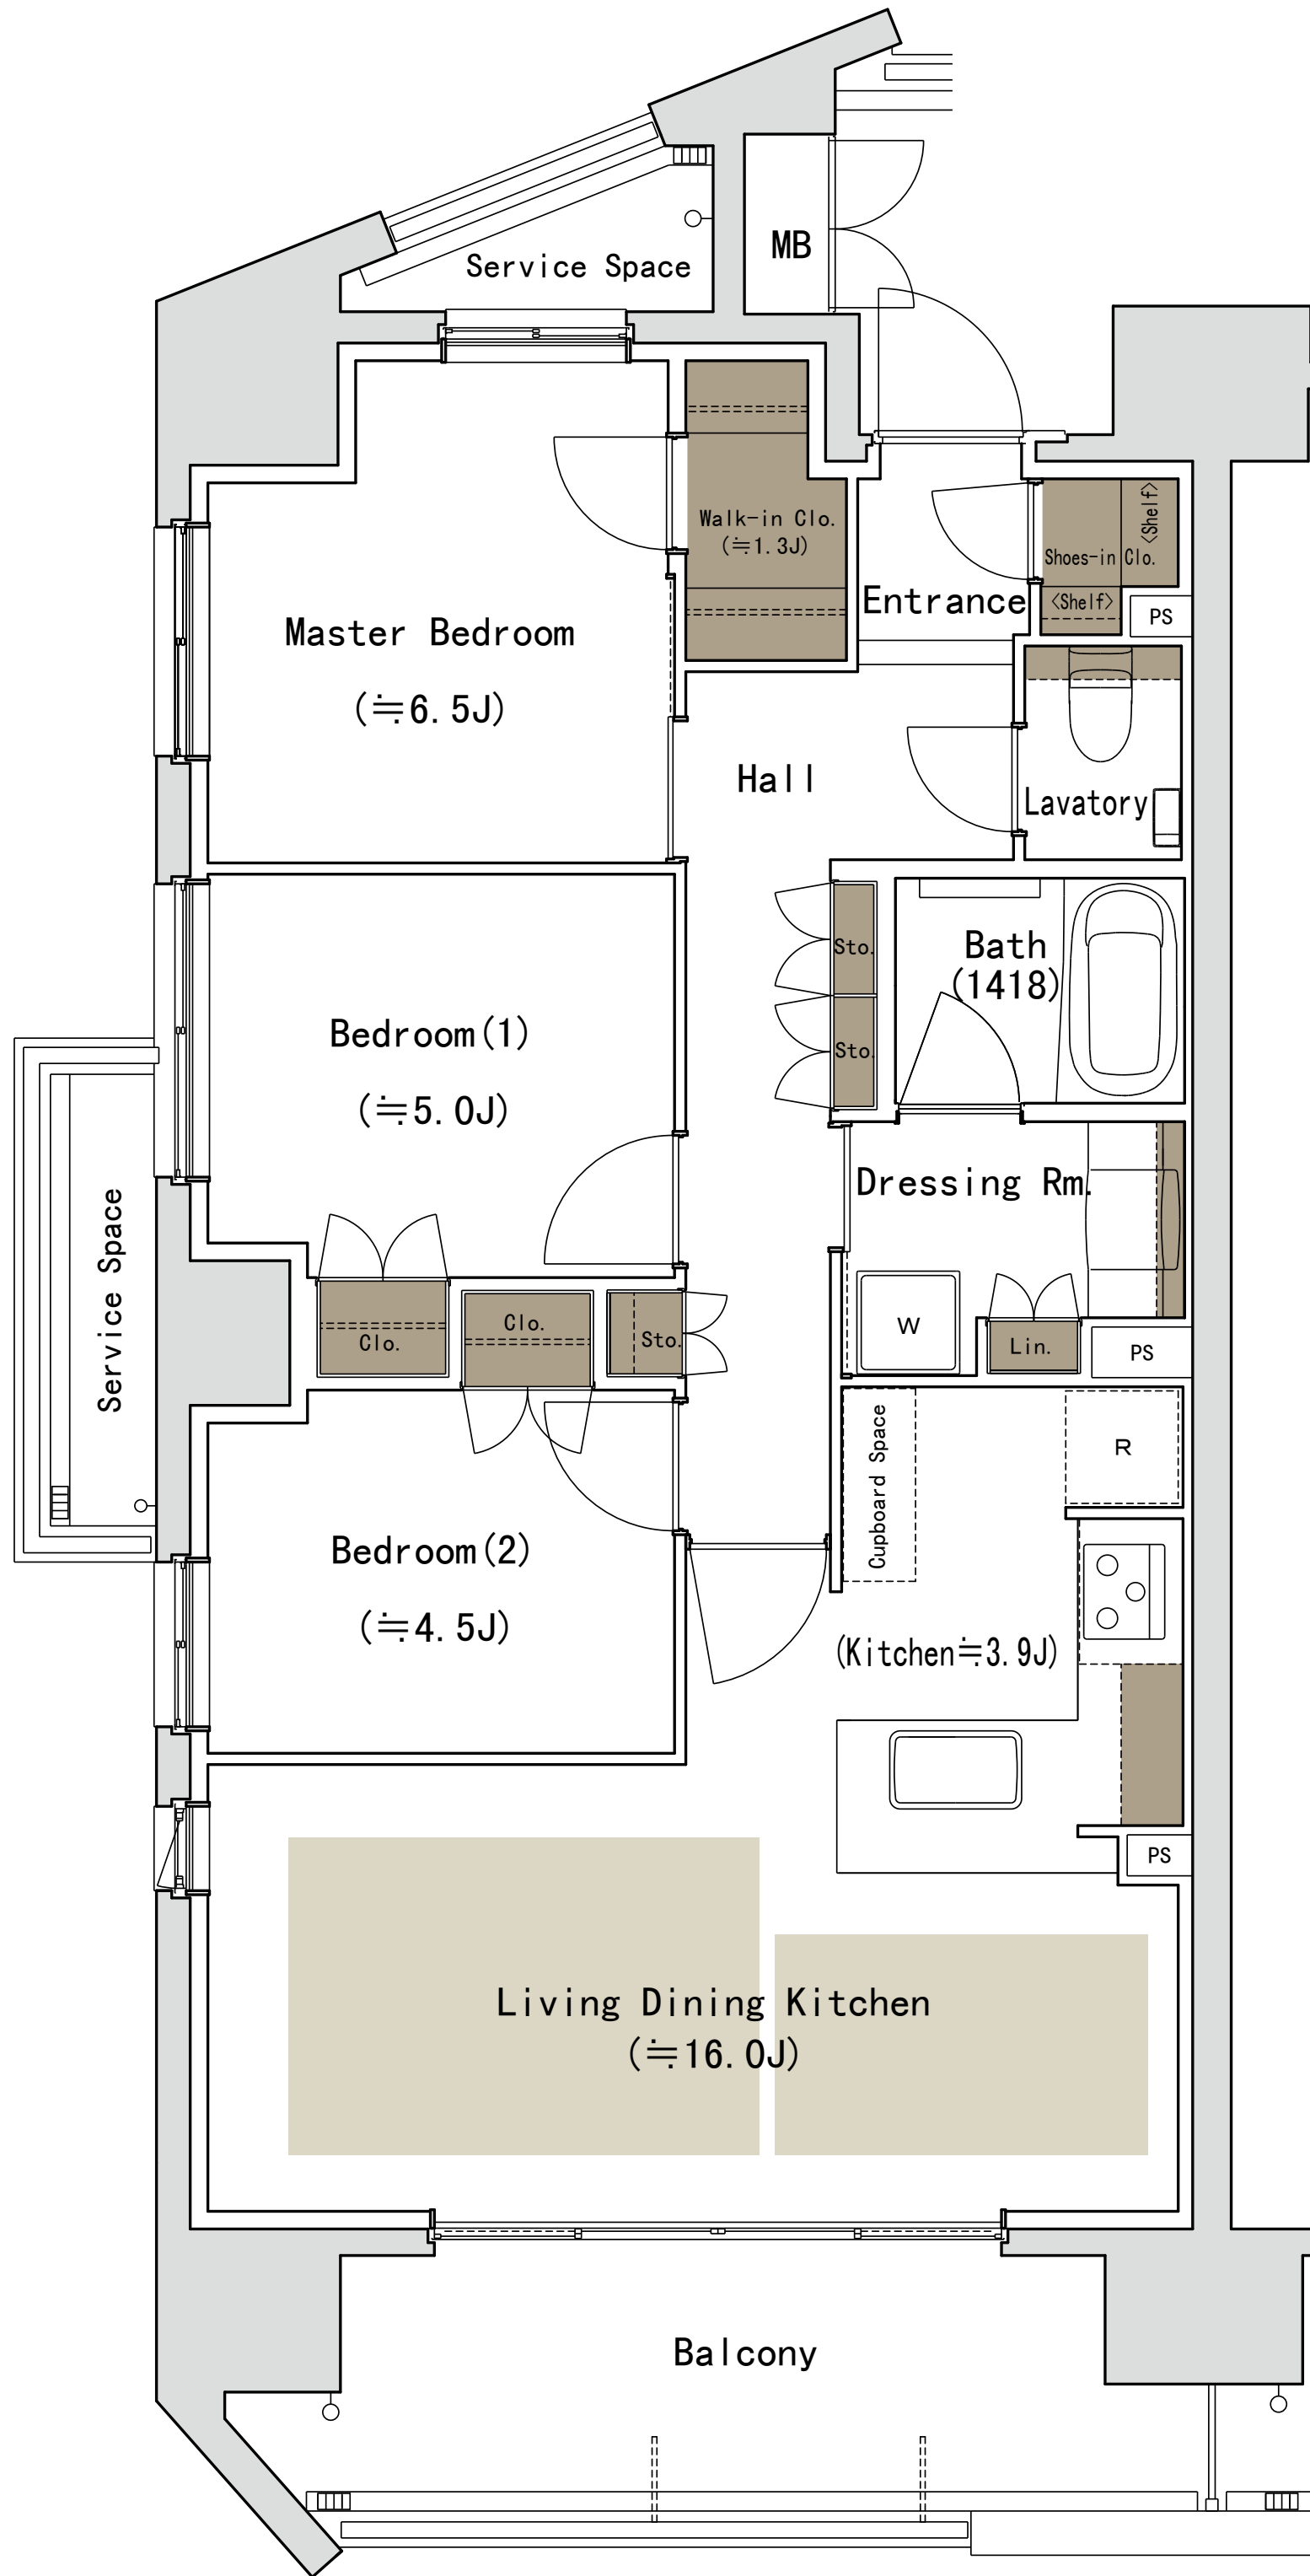 MB
Service Space
Walk-in Clo.
(≒1.3J)
<Shelf>
Shoes-in Clo.
<Shelf>
Entrance
PS
Master Bedroom
(≒6.5J)
Hall
Lavatory
Sto.
Bath
(1418)
Bedroom(1)
(≒5.0J)
Sto.
Dressing Rm.
Service Space
Clo.
Clo.
Sto.
W
Lin.
PS
Cupboard Space
R
Bedroom(2)
(≒4.5J)
(Kitchen≒3.9J)
PS
Living Dining Kitchen
(≒16.0J)
Balcony